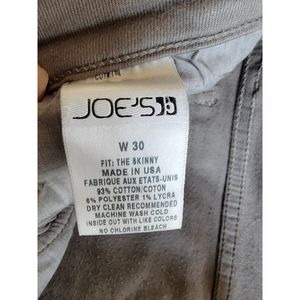 JOE'S
W 30
FIT: THE SKINNY
MADE IN USA
FABRIQUE AUX ETATS-UNIS
93% COTTON/COTON
6% POLYESTER 1% LYCRA
DRY CLEAN RECOMMENDED
MACHINE WASH COLD
INSIDE OUT WITH LIKE COLORS
NO CHLORINE BLEACH